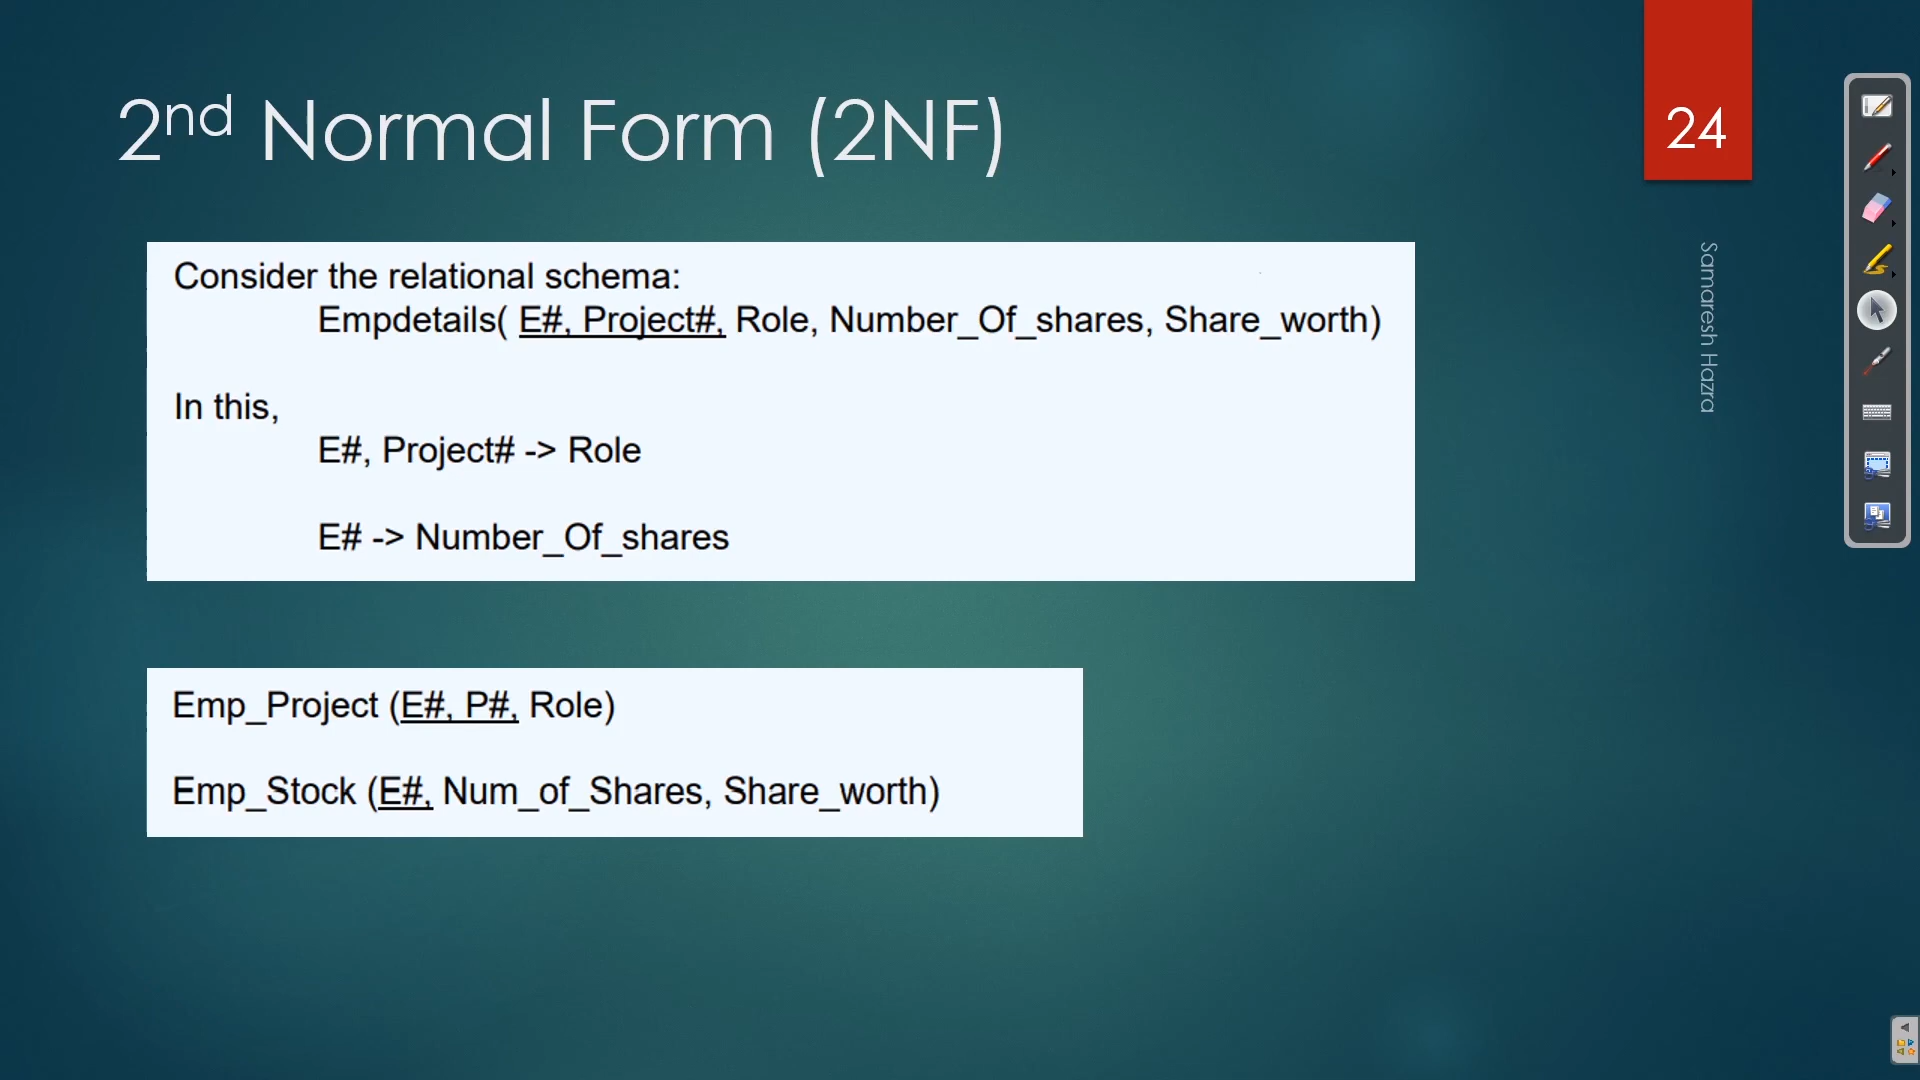 2nd Normal Form (2NF)
24
Samaresh Hazra
Consider the relational schema:
Empdetails( E#, Project#, Role, Number_Of_shares, Share_worth)
In this,
E#, Project# -> Role
E# -> Number_Of_shares
Emp_Project (E#, P#, Role)
Emp_Stock (E#, Num_of_Shares, Share_worth)